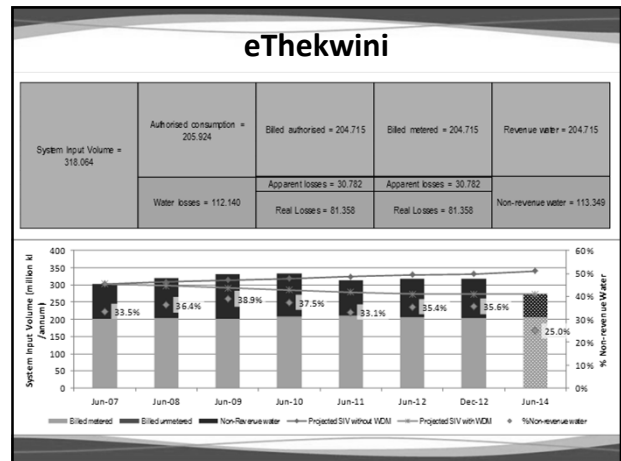 eThekwini
System Input Volume =
318.064
Authorised consumption =
205.924
Billed authorised = 204.715
Billed metered = 204.715
Revenue water = 204.715
Water losses = 112.140
Apparent losses = 30.782
Apparent losses = 30.782
Real Losses = 81.358
Real Losses = 81.358
Non-revenue water = 113.349
System Input Volume (million kl
/annum)
400
350
300
250
200
150
100
50
0
33.5%
36.4%
38.9%
37.5%
33.1%
35.4%
35.6%
25.0%
60%
50%
40%
30%
20%
10%
0%
% Non-revenue Water
Jun-07
Jun-08
Jun-09
Jun-10
Jun-11
Jun-12
Dec-12
Jun-14
Billed metered
Billed unmetered
Non-Revenue water
Projected SIV without WDM
Projected SIV with WDM
%Non-revenue water